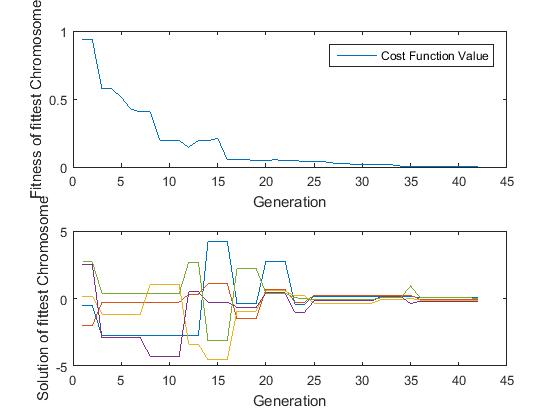 Fitness of fittest Chromosome
1
0.5
0
0 5 10 15 20 25 30 35 40 45
Generation
Cost Function Value
Solution of fittest Chromosome
5
0
-5
0 5 10 15 20 25 30 35 40 45
Generation